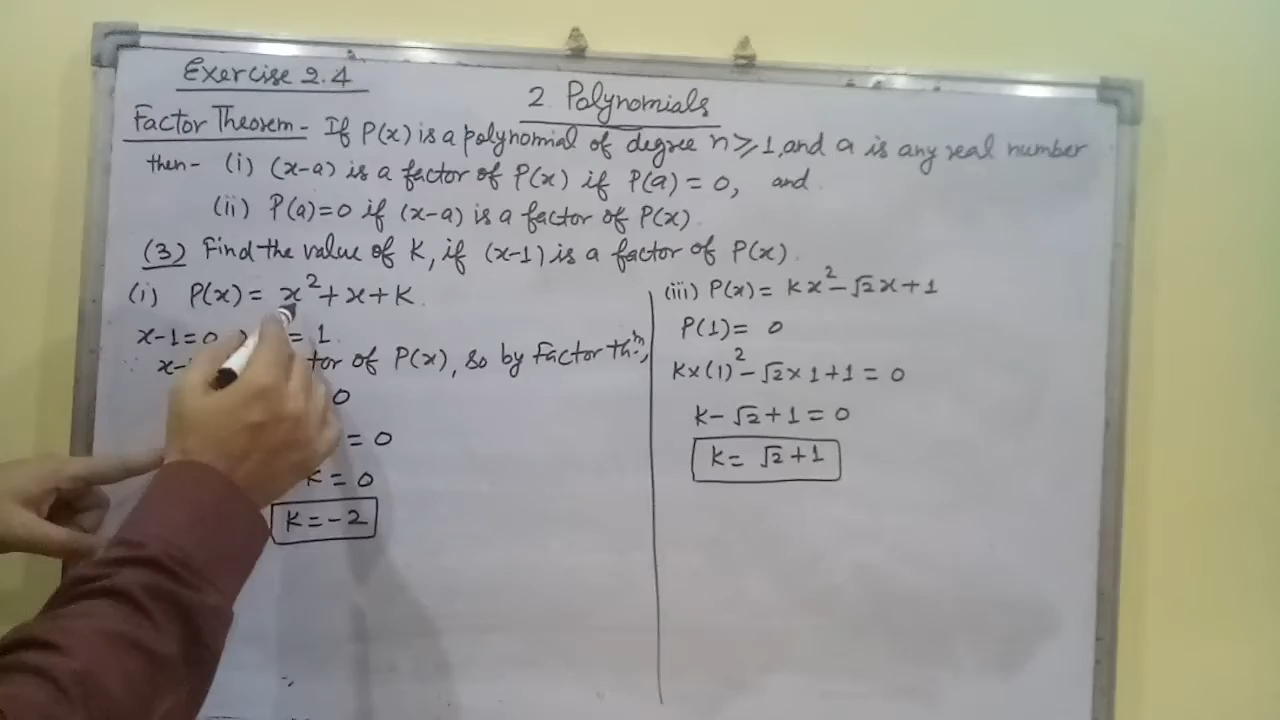 Exercise 2.4
2 Polynomials
Factor Theorem - If P(x) is a polynomial of degree n ≥ 1, and a is any real number
then - (i) (x-a) is a factor of P(x) if P(a) = 0, and
(ii) P(a)=0 if (x-a) is a factor of P(x).
(3) Find the value of K, if (x-1) is a factor of P(x).
(i) P(x) = x²+x+K.
x-1=0 = 1.
∵ x- of P(x), so by Factor thm,
0
= 0
K = 0
K = -2
(iii) P(x) = Kx²-√2x+1
P(1) = 0
K×(1)²-√2×1+1 = 0
K-√2+1 = 0
K = √2+1